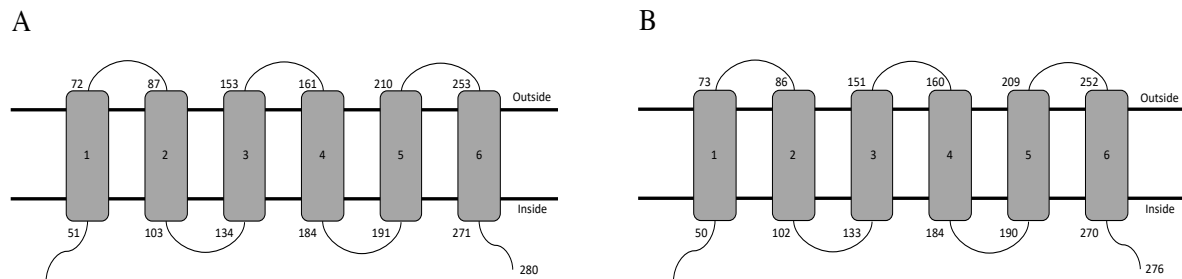 A B
72 87 153 161 210 253 73 86 151 160 209 252
Outside Outside
1 2 3 4 5 6 1 2 3 4 5 6
Inside Inside
51 103 134 184 191 271 50 102 133 184 190 270
280 276